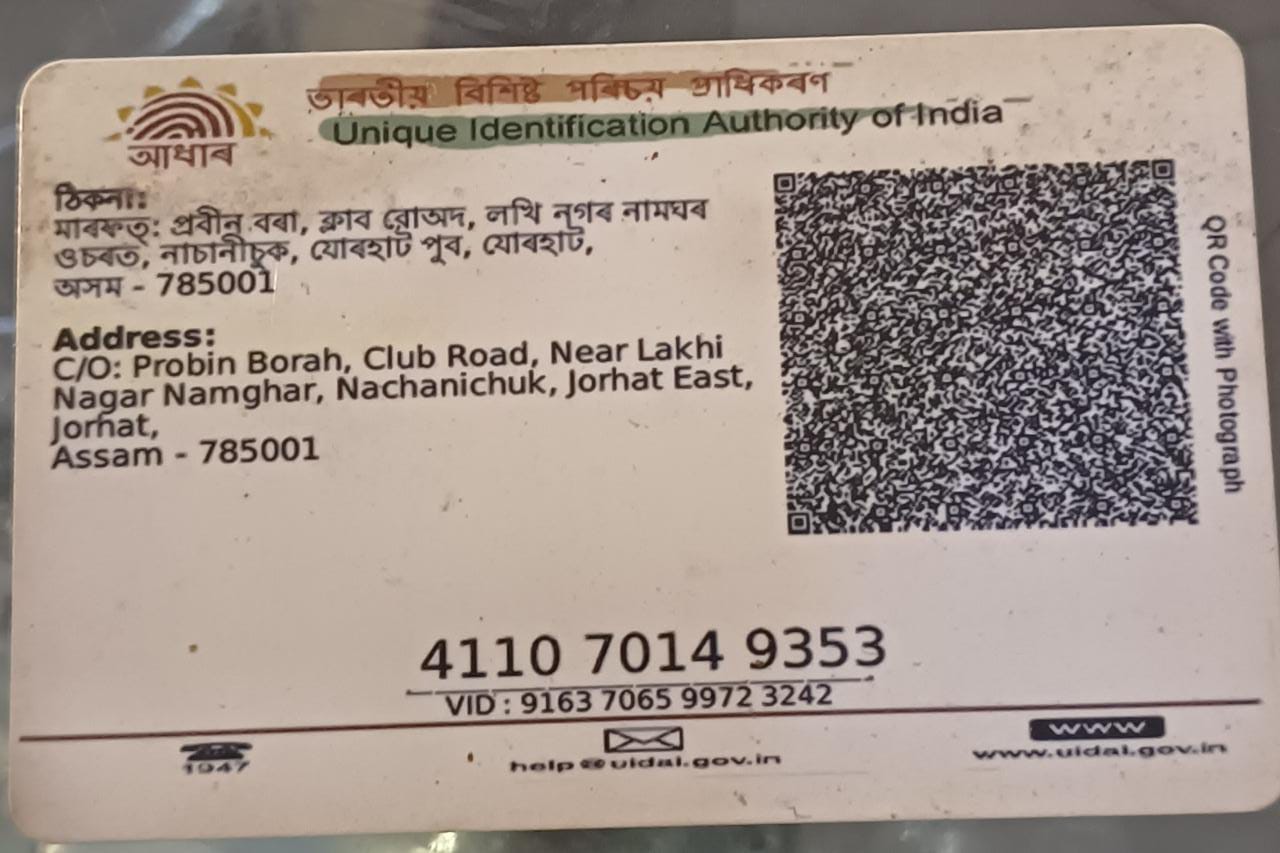 ভাৰতীয় বিশিষ্ট পৰিচয় প্ৰাধিকৰণ
Unique Identification Authority of India
আধাৰ
ঠিকনা:
মাৰফত: প্ৰবীন বৰা, ক্লাব ৰোঅদ, লখি নগৰ নামঘৰ
ওচৰত, নাচানীচুক, যোৰহাট পূব, যোৰহাট,
অসম - 785001
Address:
C/O: Probin Borah, Club Road, Near Lakhi
Nagar Namghar, Nachanichuk, Jorhat East,
Jorhat,
Assam - 785001
QR Code with Photograph
4110 7014 9353
VID : 9163 7065 9972 3242
1947
help@uidai.gov.in
www
www.uidai.gov.in